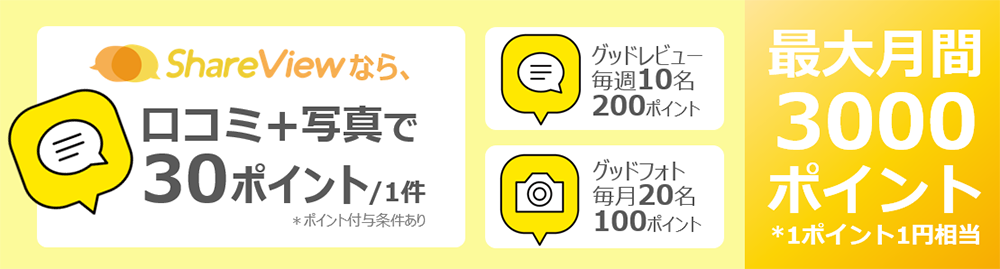 ShareViewなら、
口コミ+写真で
30ポイント/1件
*ポイント付与条件あり
グッドレビュー
毎週10名
200ポイント
グッドフォト
毎月20名
100ポイント
最大月間
3000
ポイント
*1ポイント1円相当